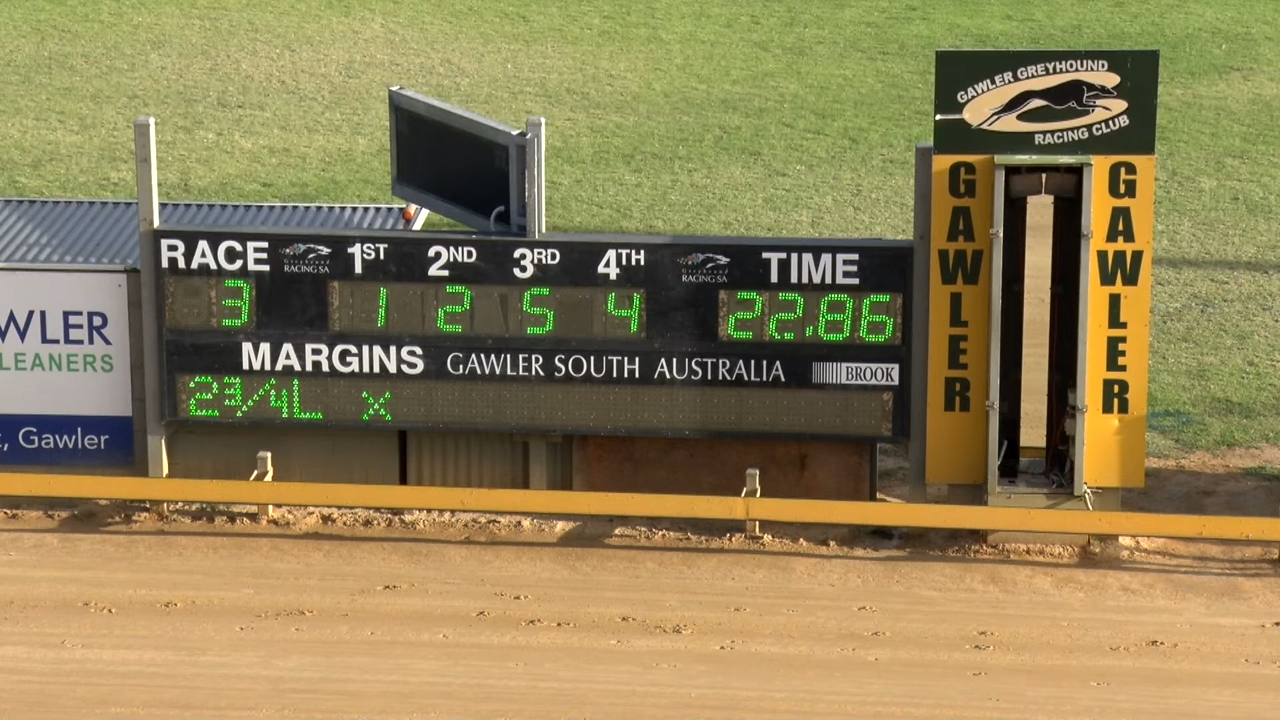 GAWLER GREYHOUND
RACING CLUB
GAWLER
GAWLER
RACE
Greyhound
RACING SA
1ST
2ND
3RD
4TH
Greyhound
RACING SA
TIME
3 1 2 5 4 22.86
MARGINS
GAWLER SOUTH AUSTRALIA
BROOK
2 3/4L X
WLER
LEANERS
, Gawler